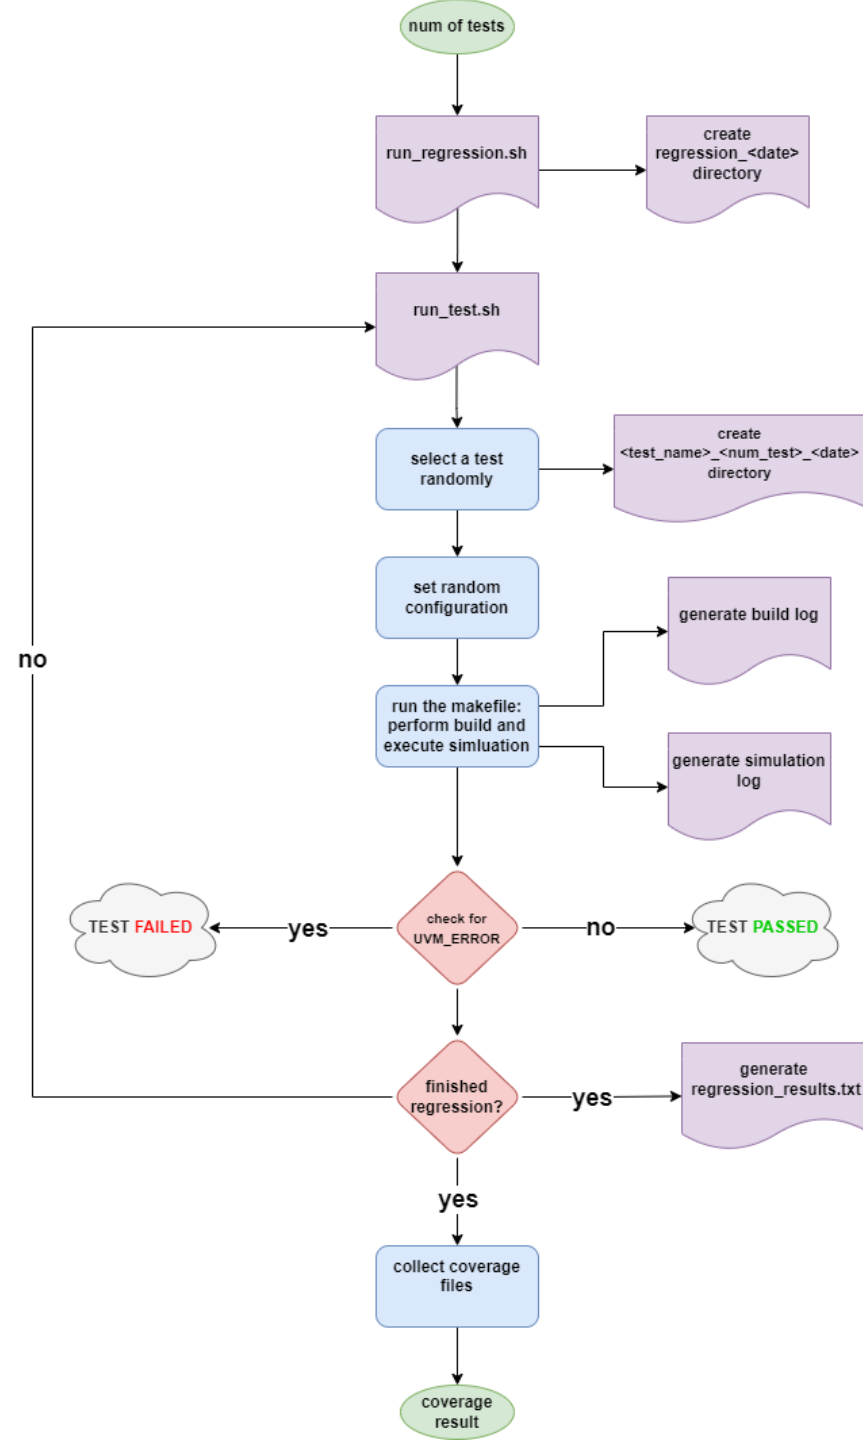 num of tests
run_regression.sh
create
regression_<date>
directory
run_test.sh
select a test
randomly
create
<test_name>_<num_test>_<date>
directory
set random
configuration
generate build log
no
run the makefile:
perform build and
execute simluation
generate simulation
log
TEST FAILED
yes
check for
UVM_ERROR
no
TEST PASSED
finished
regression?
yes
generate
regression_results.txt
yes
collect coverage
files
coverage
result